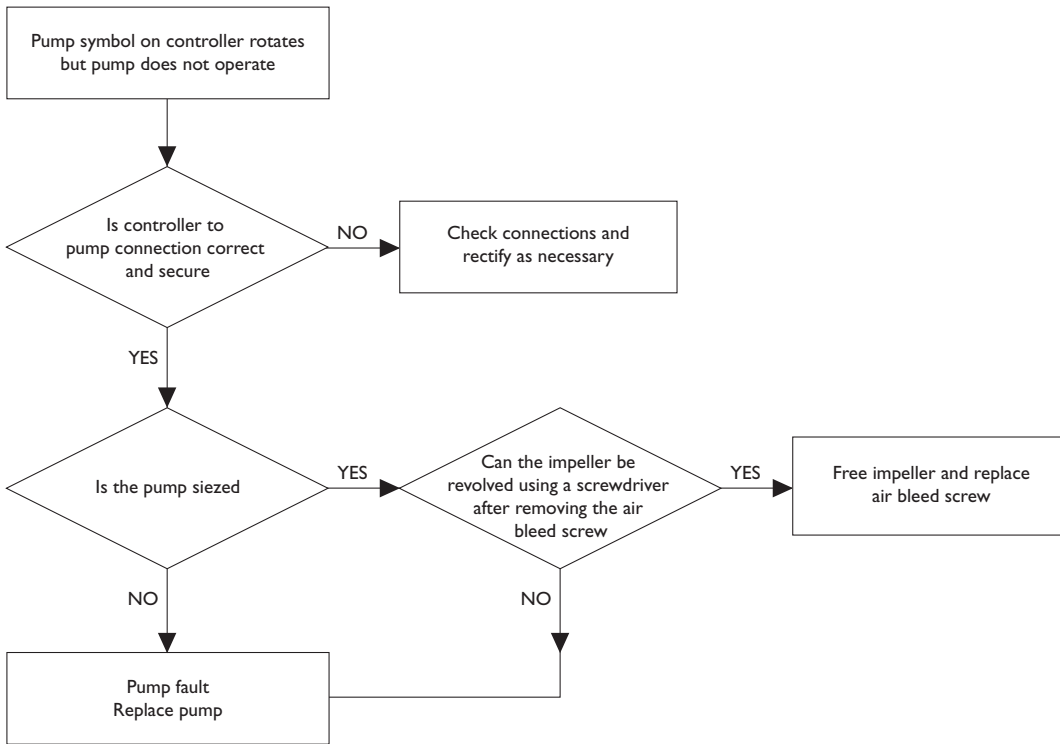 Pump symbol on controller rotates
but pump does not operate
Is controller to
pump connection correct
and secure
NO
Check connections and
rectify as necessary
YES
Is the pump siezed
YES
Can the impeller be
revolved using a screwdriver
after removing the air
bleed screw
YES
Free impeller and replace
air bleed screw
NO
NO
Pump fault
Replace pump